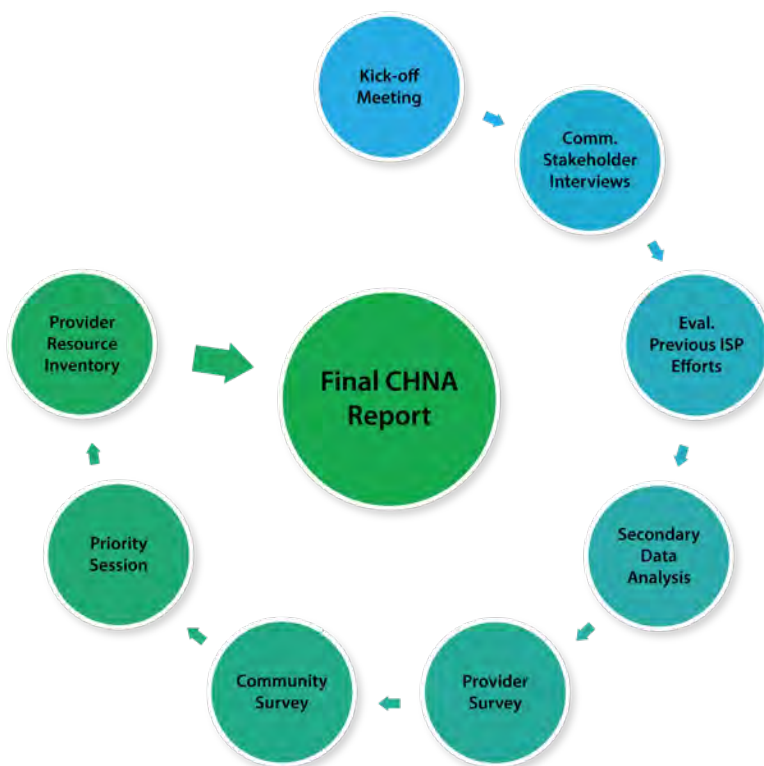 Kick-off
Meeting
Comm.
Stakeholder
Interviews
Eval.
Previous ISP
Efforts
Secondary
Data
Analysis
Provider
Survey
Community
Survey
Priority
Session
Provider
Resource
Inventory
Final CHNA
Report